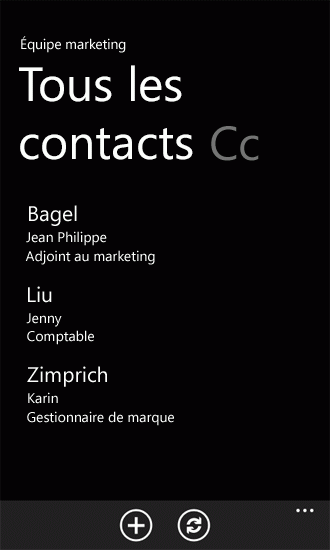 Équipe marketing
Tous les
contacts Cc
Bagel
Jean Philippe
Adjoint au marketing
Liu
Jenny
Comptable
Zimprich
Karin
Gestionnaire de marque